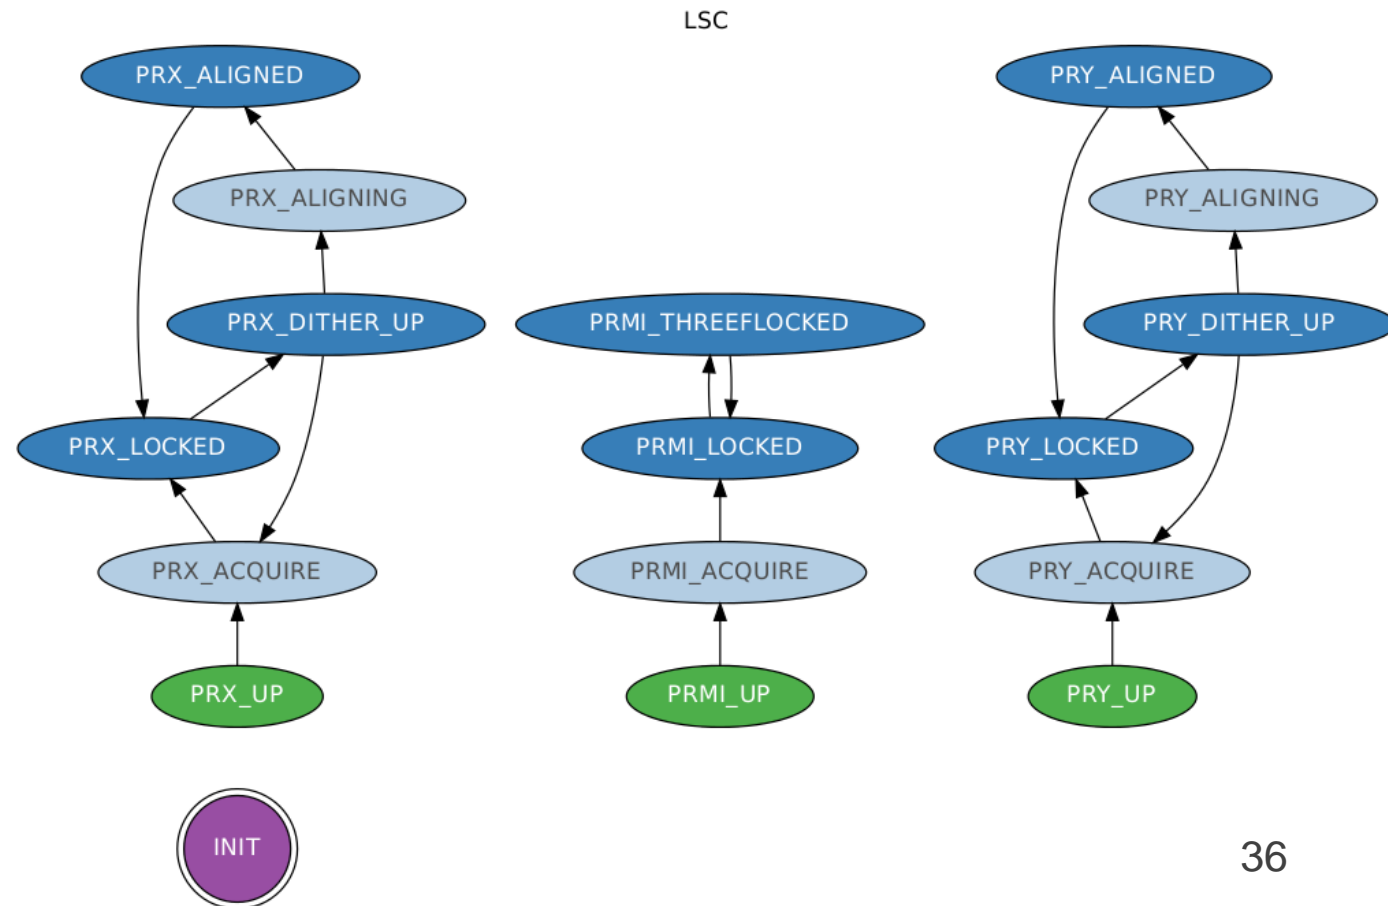 LSC
PRX_ALIGNED
PRY_ALIGNED
PRX_ALIGNING
PRY_ALIGNING
PRX_DITHER_UP
PRMI_THREEFLOCKED
PRY_DITHER_UP
PRX_LOCKED
PRMI_LOCKED
PRY_LOCKED
PRX_ACQUIRE
PRMI_ACQUIRE
PRY_ACQUIRE
PRX_UP
PRMI_UP
PRY_UP
INIT
36